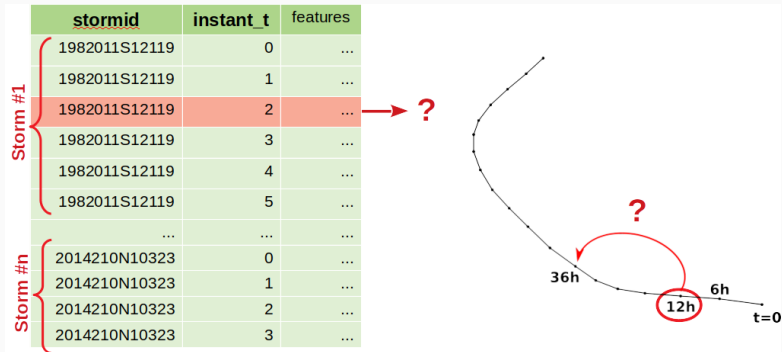 stormid instant_t features
1982011S12119 0 ...
1982011S12119 1 ...
1982011S12119 2 ... ?
1982011S12119 3 ...
1982011S12119 4 ...
1982011S12119 5 ...
... ... ...
2014210N10323 0 ...
2014210N10323 1 ...
2014210N10323 2 ...
2014210N10323 3 ...
Storm #1
Storm #n
?
36h
12h
6h
t=0